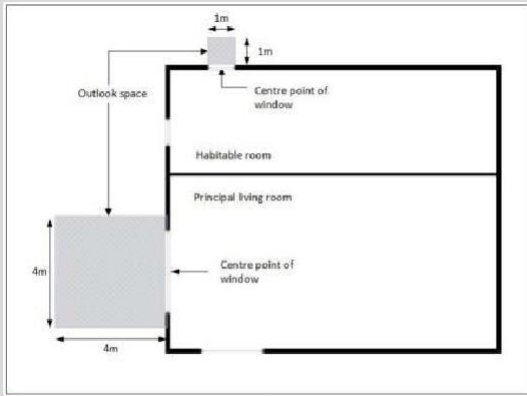 1m
1m
Outlook space
Centre point of
window
Habitable room
Principal living room
4m
Centre point of
window
4m